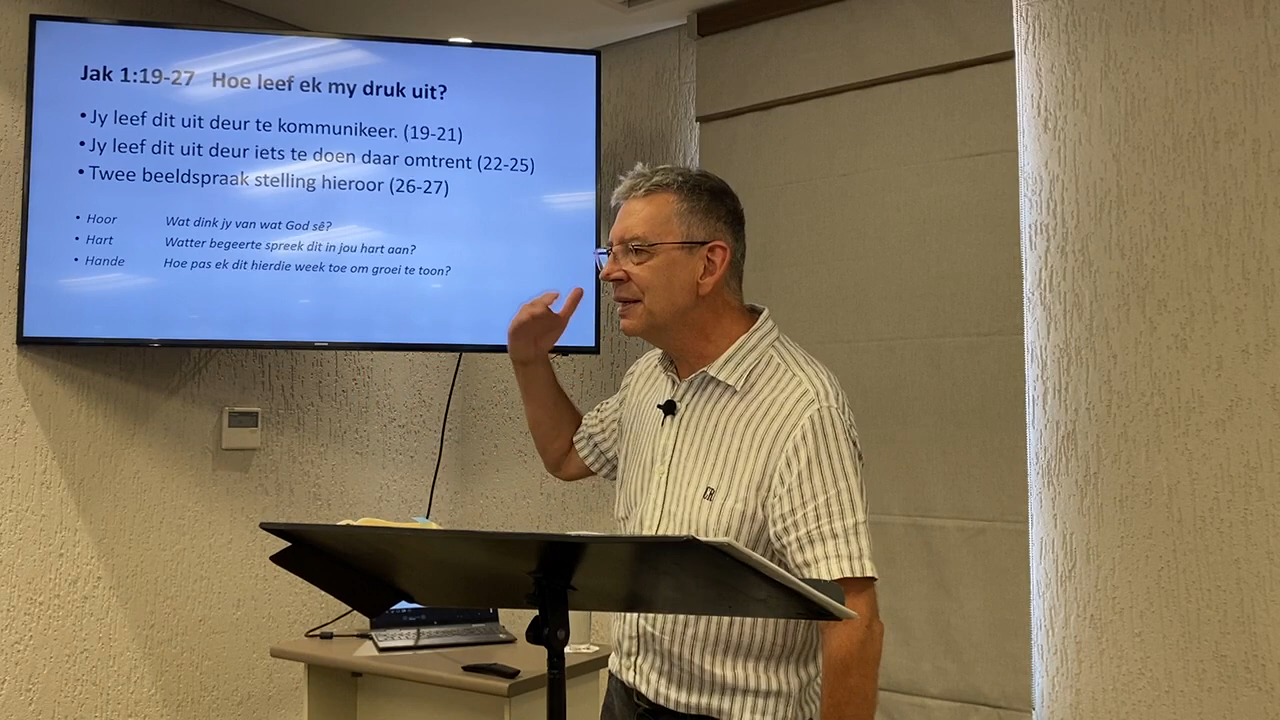 Jak 1:19-27 Hoe leef ek my druk uit?
• Jy leef dit uit deur te kommunikeer. (19-21)
• Jy leef dit uit deur iets te doen daar omtrent (22-25)
• Twee beeldspraak stelling hieroor (26-27)
• Hoor Wat dink jy van wat God sê?
• Hart Watter begeerte spreek dit in jou hart aan?
• Hande Hoe pas ek dit hierdie week toe om groei te toon?